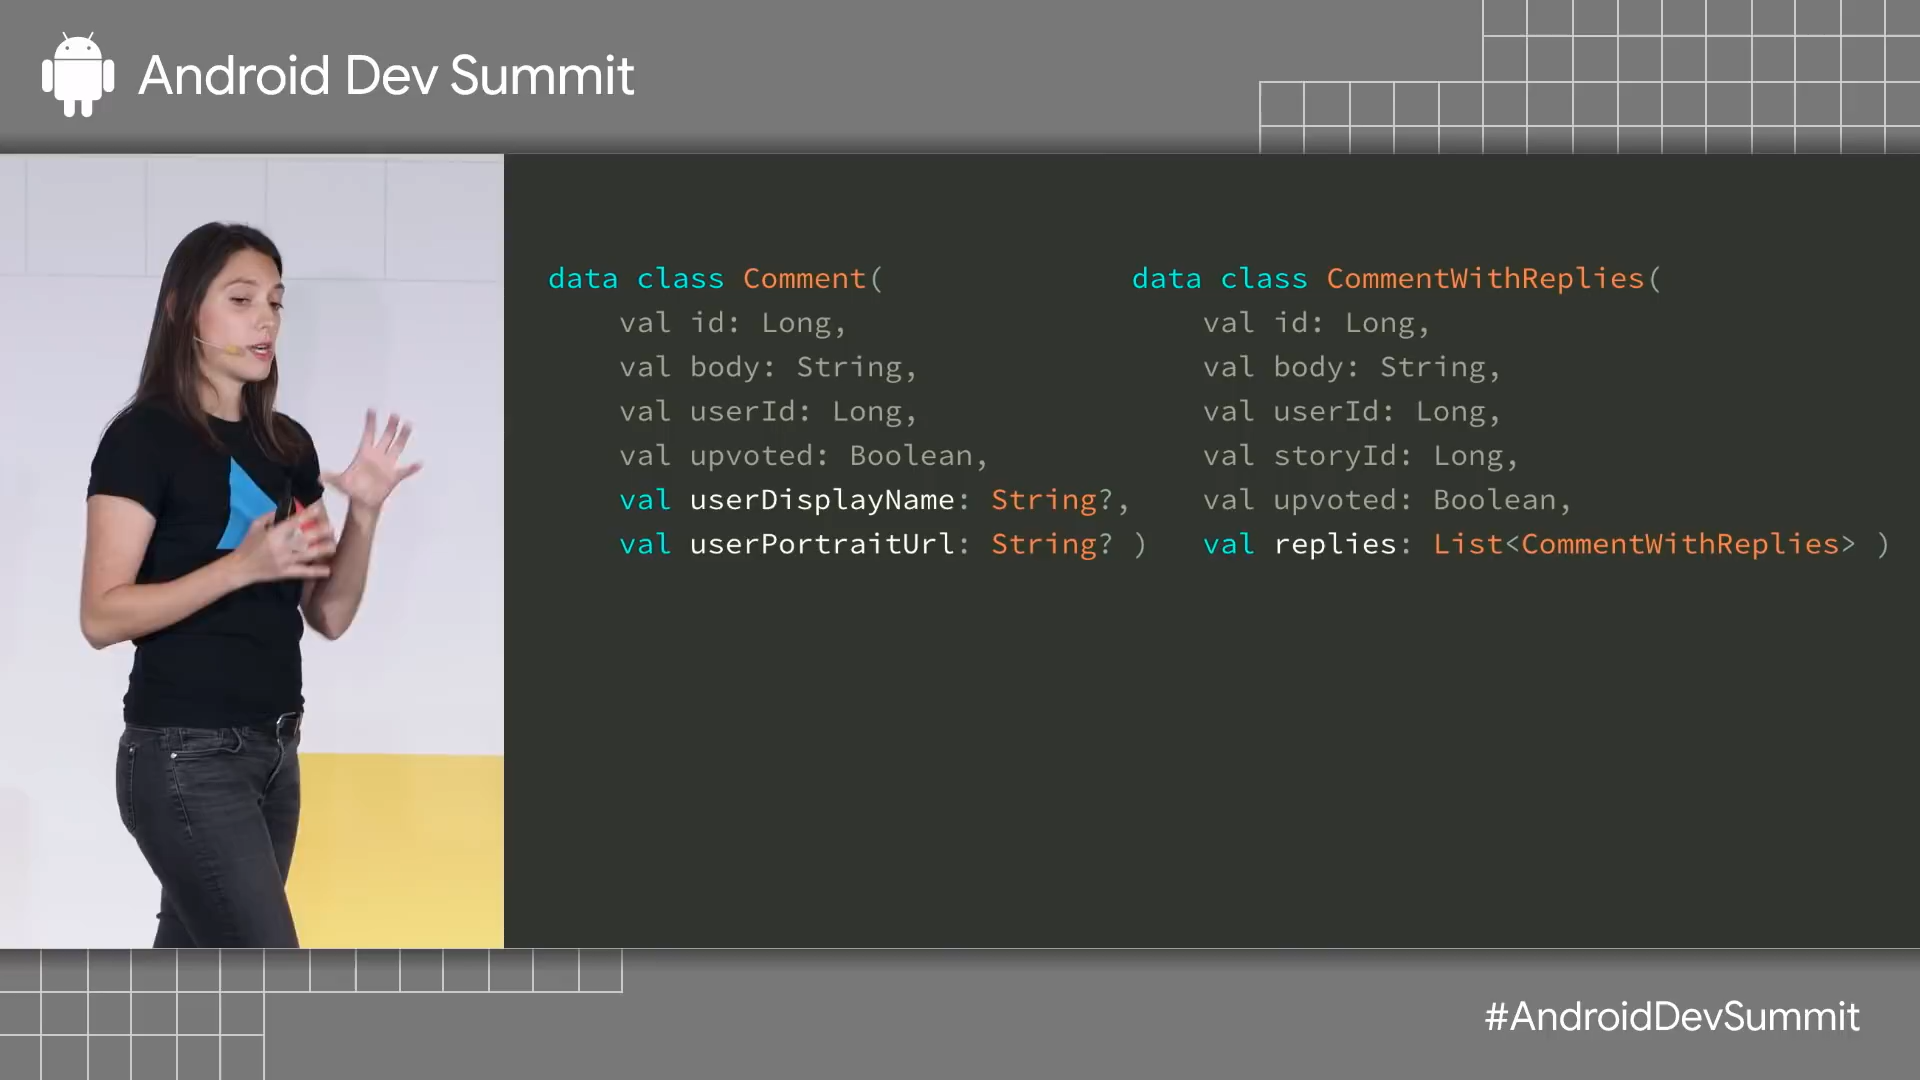 Android Dev Summit
data class Comment(
val id: Long,
val body: String,
val userId: Long,
val upvoted: Boolean,
val userDisplayName: String?,
val userPortraitUrl: String? )
data class CommentWithReplies(
val id: Long,
val body: String,
val userId: Long,
val storyId: Long,
val upvoted: Boolean,
val replies: List<CommentWithReplies> )
#AndroidDevSummit